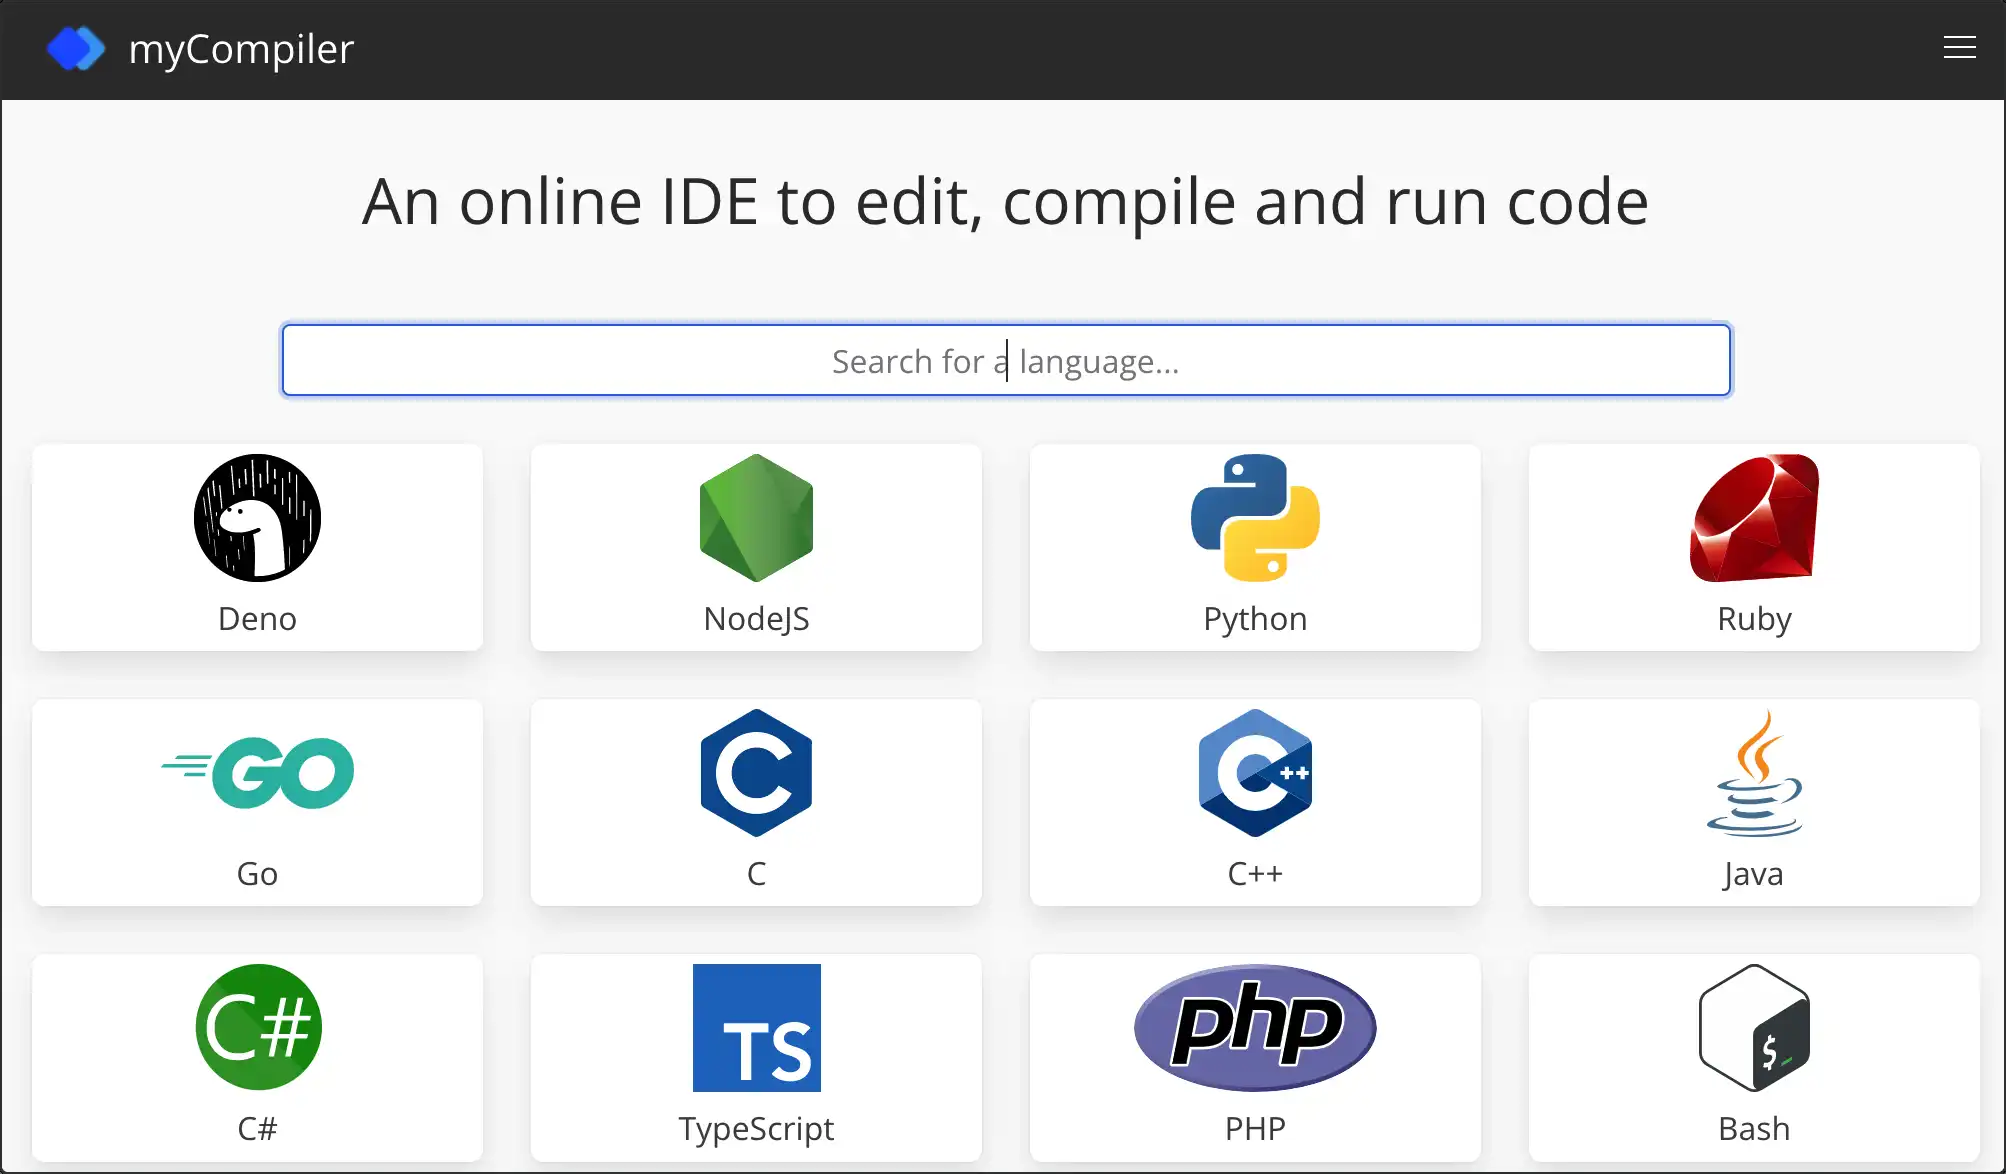 myCompiler
An online IDE to edit, compile and run code
Search for a language...
Deno
NodeJS
Python
Ruby
GO
Go
C
C
C++
C++
Java
C#
C#
TS
TypeScript
php
PHP
$_
Bash